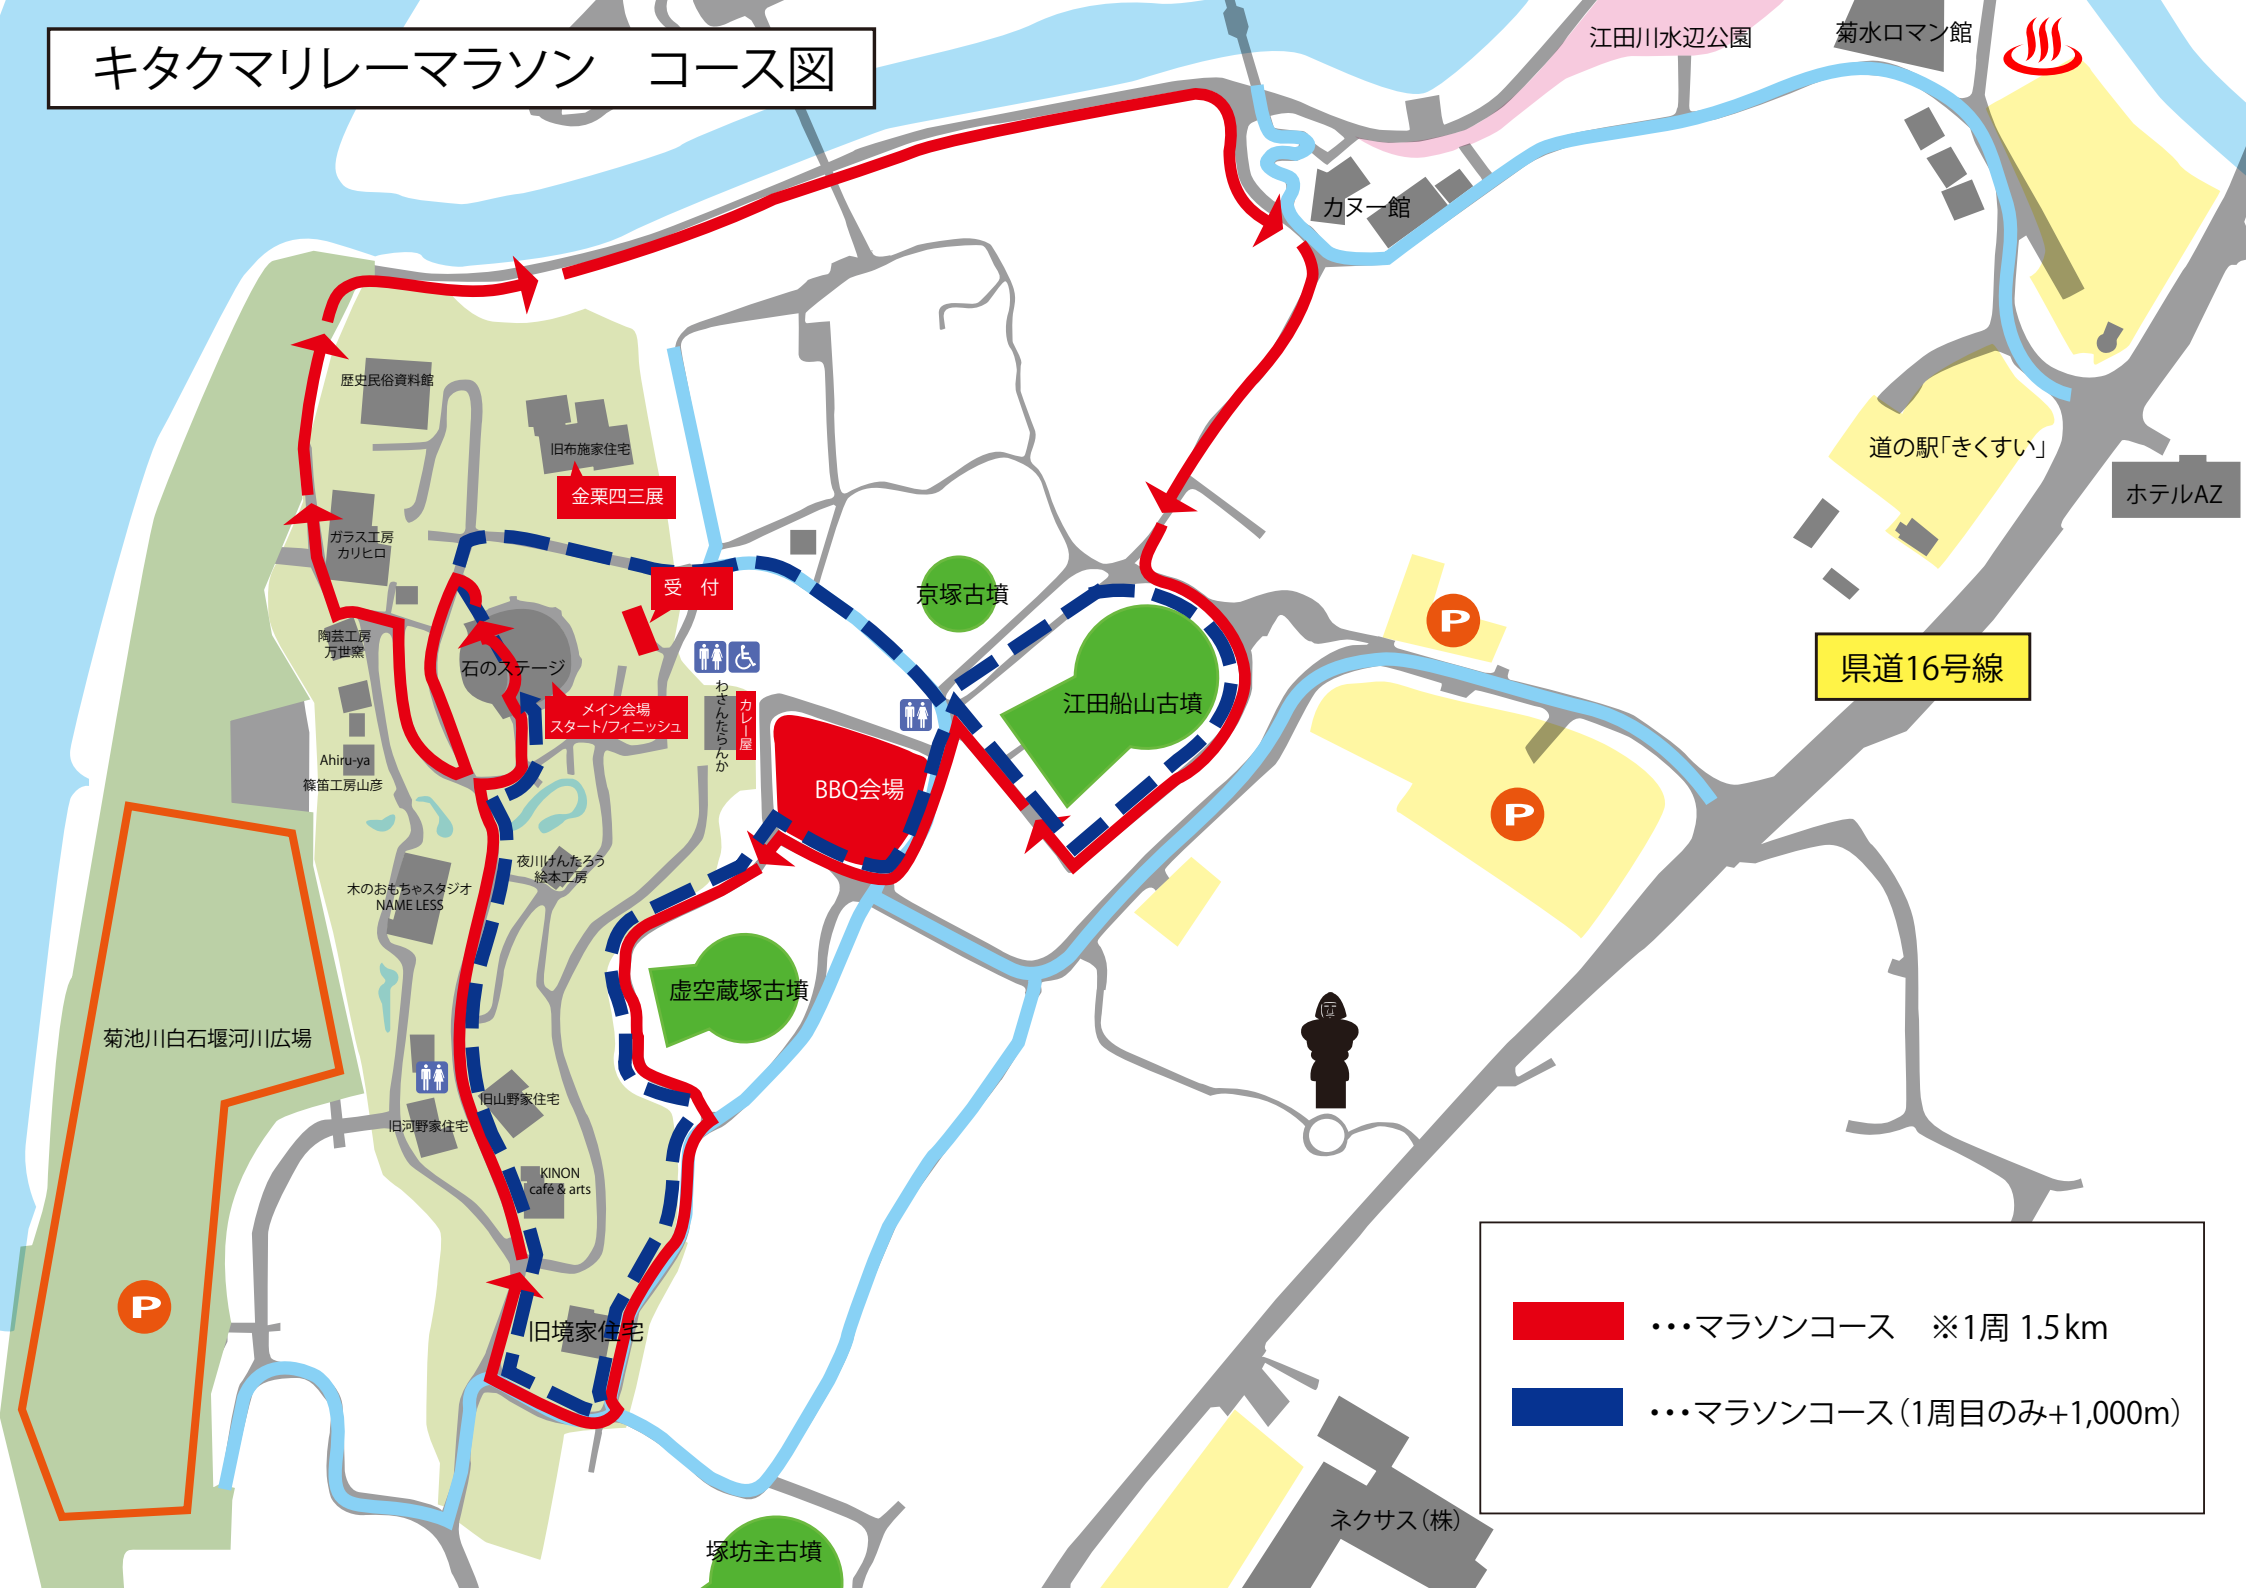 キタクマリレーマラソン　コース図
江田川水辺公園
菊水ロマン館
カヌー館
歴史民俗資料館
旧布施家住宅
金栗四三展
道の駅「きくすい」
ホテルAZ
ガラス工房
カリヒロ
受　付
京塚古墳
P
陶芸工房
万世窯
石のステージ
県道16号線
わさんたらんか
カレー屋
メイン会場
スタート/フィニッシュ
江田船山古墳
Ahiru-ya
篠笛工房山彦
BBQ会場
P
夜川けんたろう
絵本工房
木のおもちゃスタジオ
NAME LESS
虚空蔵塚古墳
菊池川白石堰河川広場
旧山野家住宅
旧河野家住宅
KINON
café & arts
P
旧境家住宅
･･･マラソンコース　※1周 1.5km
･･･マラソンコース（1周目のみ+1,000m）
ネクサス（株）
塚坊主古墳